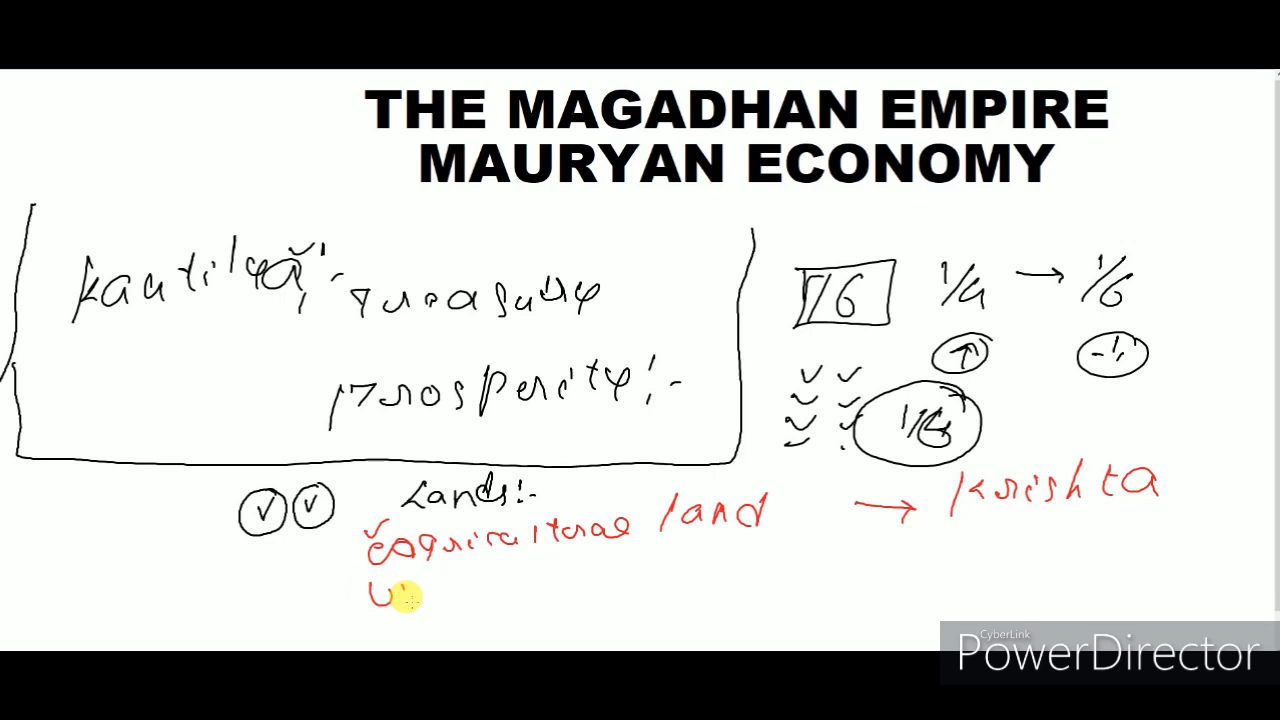 THE MAGADHAN EMPIRE
MAURYAN ECONOMY
Kautilya:- Treasury
prosperity:-
1/6 1/4 → 1/6
1/6
Lands:-
agricultural land → Krishta
CyberLink
PowerDirector